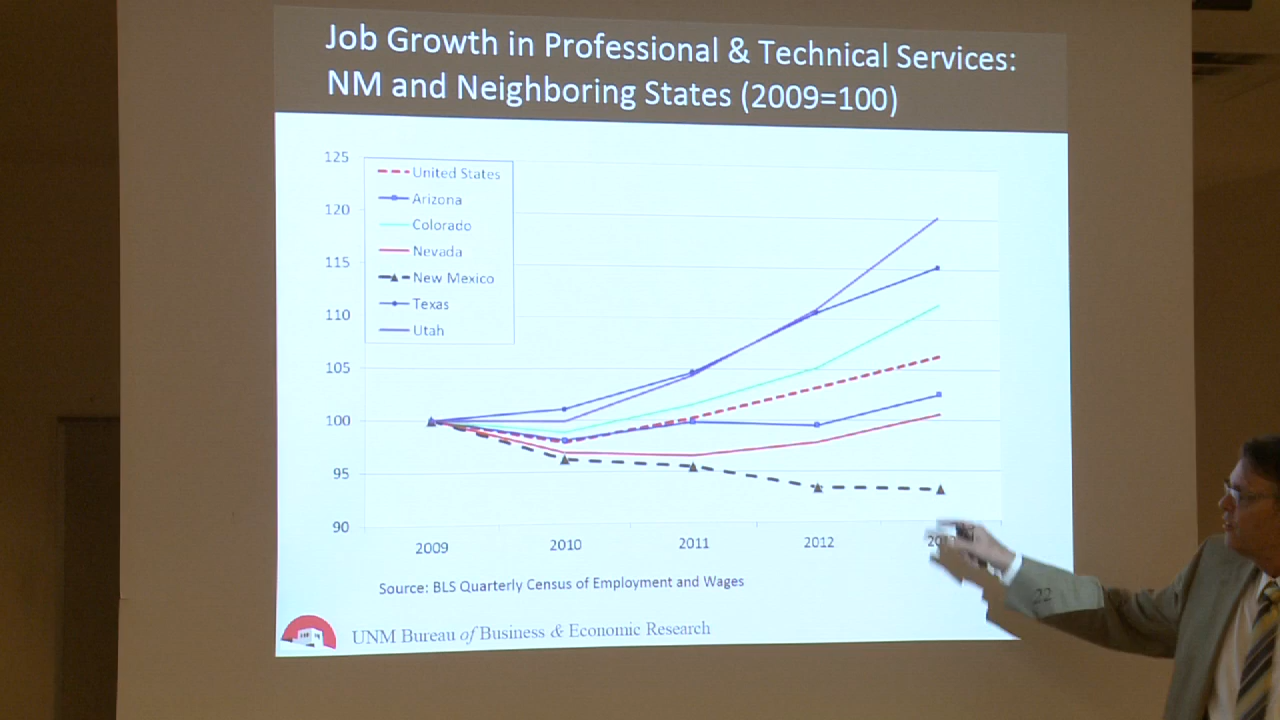 Job Growth in Professional & Technical Services:
NM and Neighboring States (2009=100)
125
120
115
110
105
100
95
90
United States
Arizona
Colorado
Nevada
New Mexico
Texas
Utah
2009 2010 2011 2012
Source: BLS Quarterly Census of Employment and Wages
22
UNM Bureau of Business & Economic Research